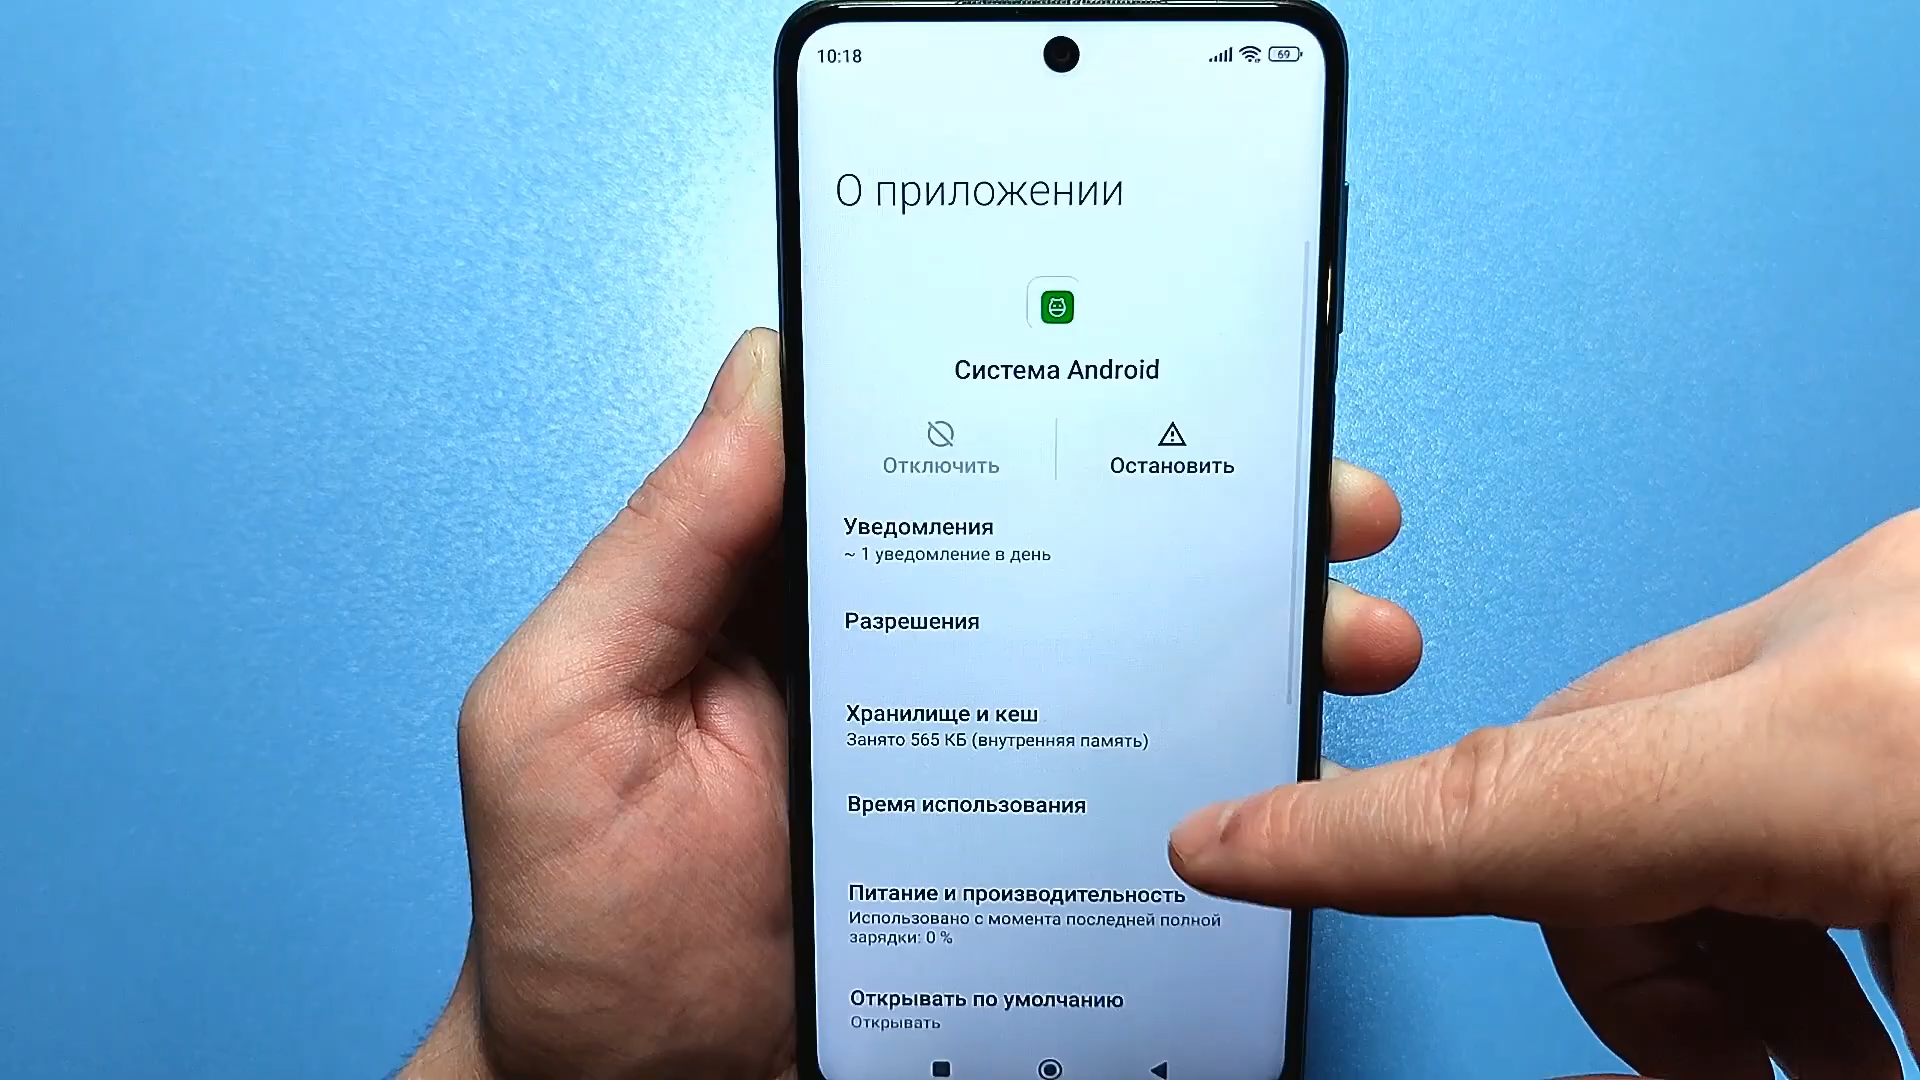 10:18
69
О приложении
Система Android
Отключить
Остановить
Уведомления
~ 1 уведомление в день
Разрешения
Хранилище и кеш
Занято 565 КБ (внутренняя память)
Время использования
Питание и производительность
Использовано с момента последней полной
зарядки: 0 %
Открывать по умолчанию
Открывать